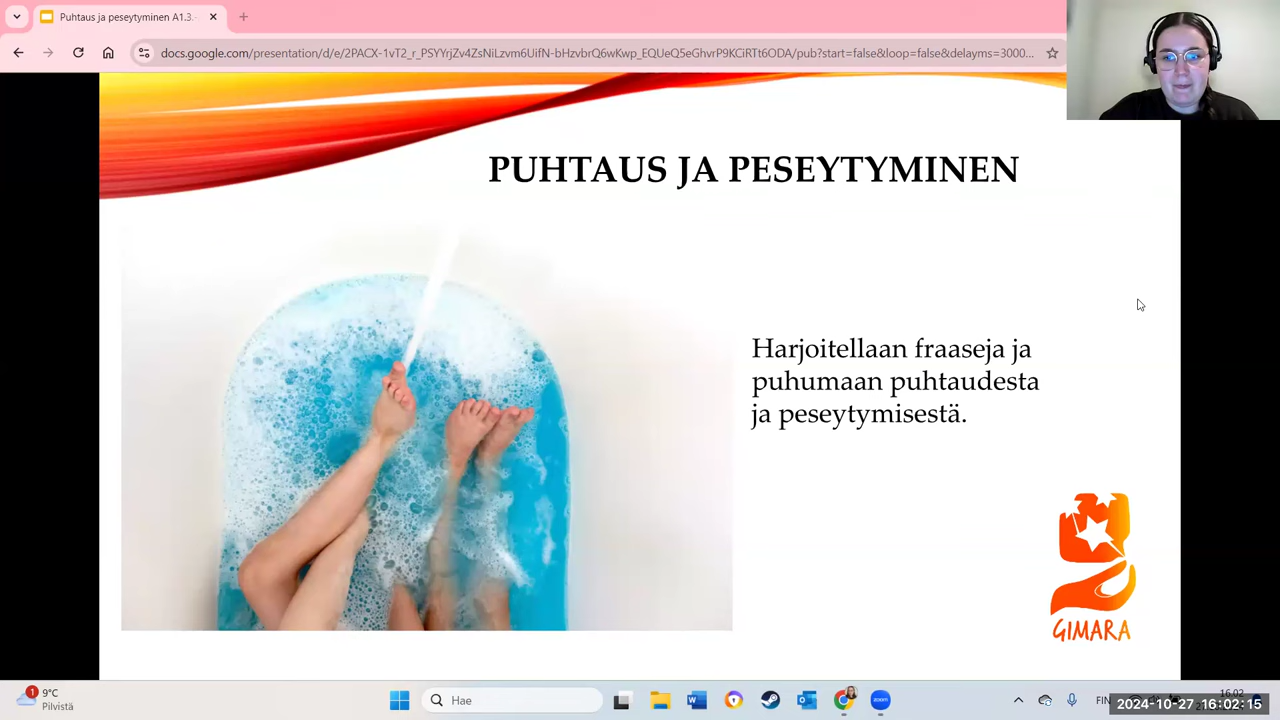 Puhtaus ja peseytyminen A1.3.
docs.google.com/presentation/d/e/2PACX-1vT2_r_PSYYrjZv4ZsNiLzvm6UifN-bHzvbrQ6wKwp_EQUeQ5eGhvrP9KCiRTt6ODA/pub?start=false&loop=false&delayms=3000...
PUHTAUS JA PESEYTYMINEN
Harjoitellaan fraaseja ja
puhumaan puhtaudesta
ja peseytymisestä.
GIMARA
1
9°C
Pilvistä
Hae
FIN
16.02
2024-10-27 16:02:15